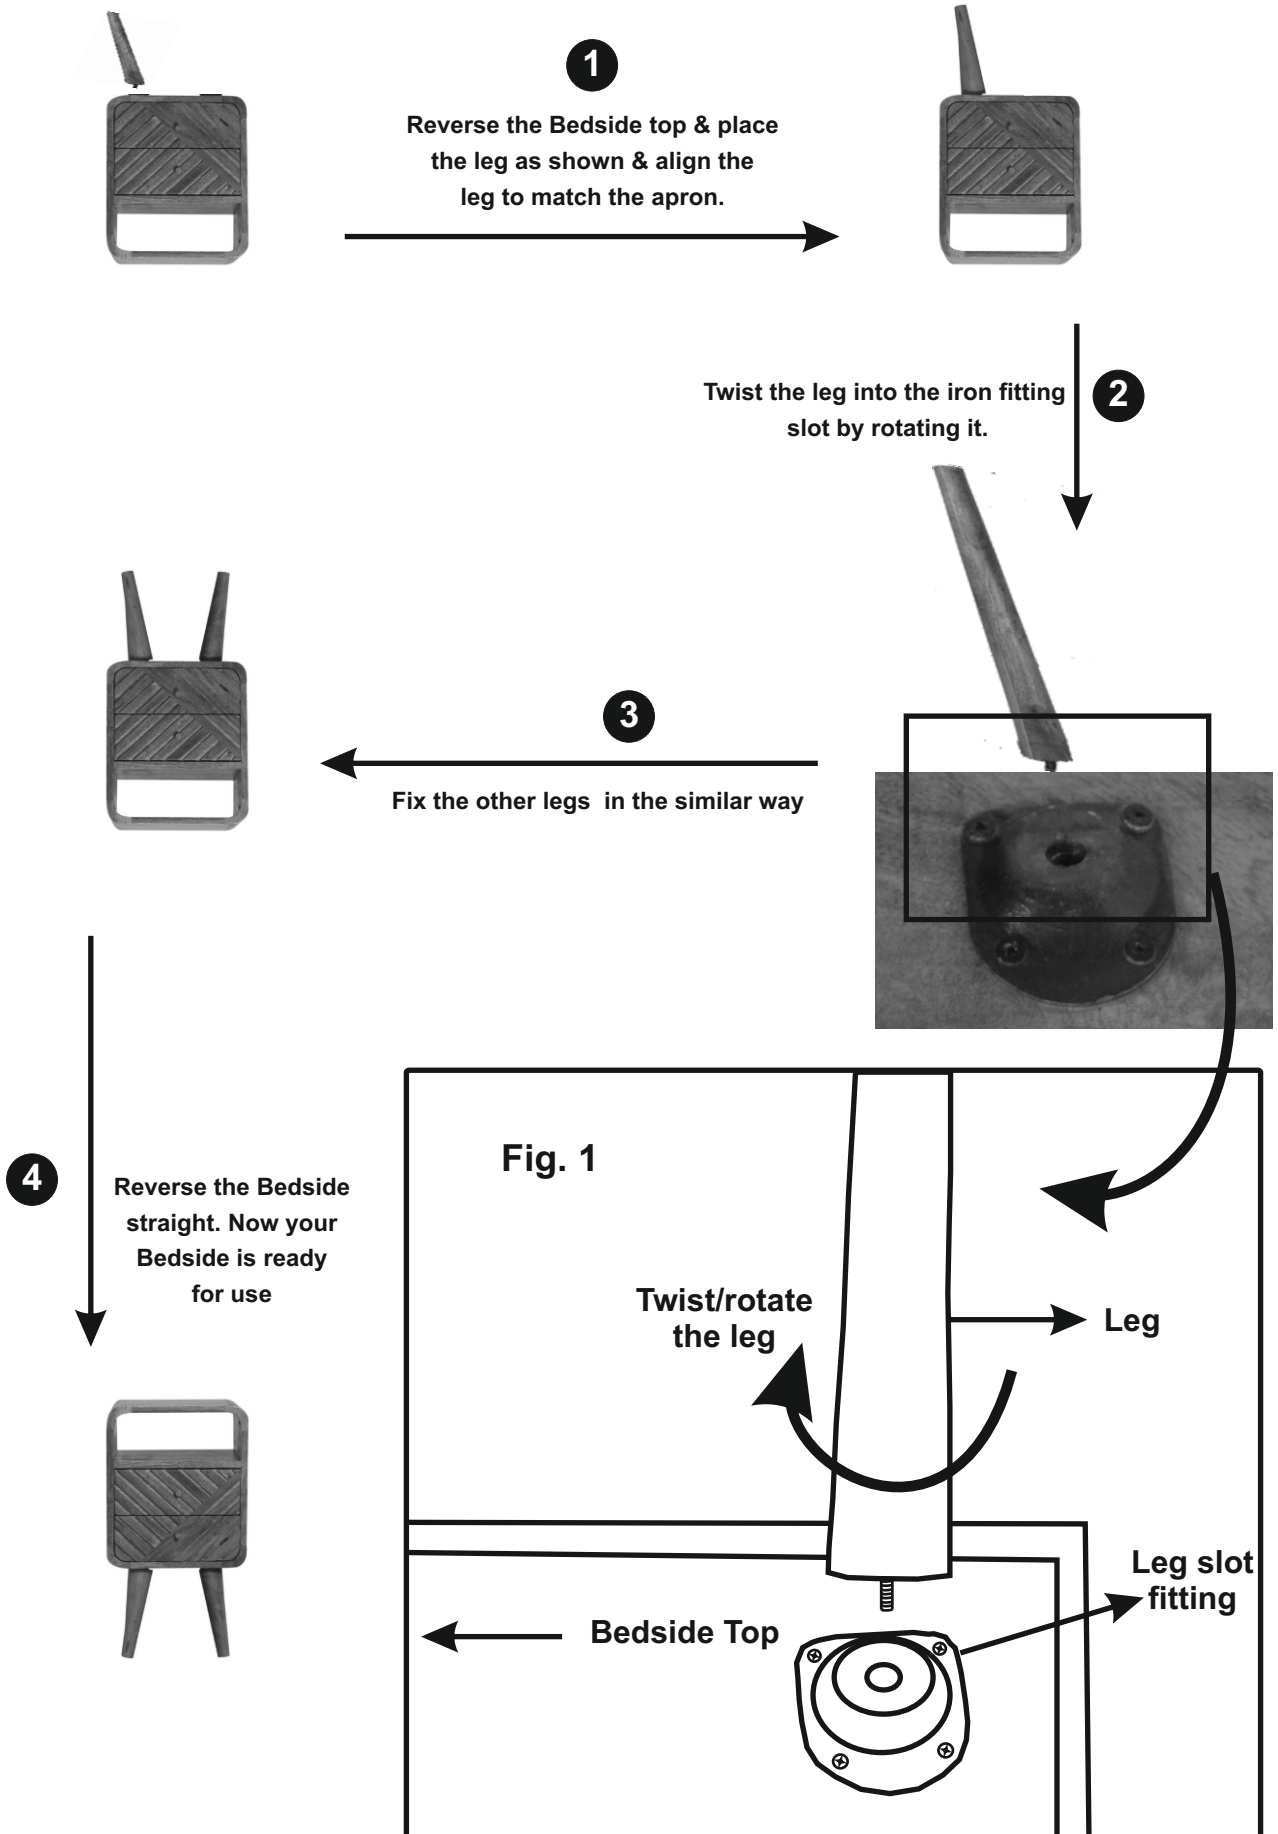 1
Reverse the Bedside top & place
the leg as shown & align the
leg to match the apron.
2
Twist the leg into the iron fitting
slot by rotating it.
3
Fix the other legs in the similar way
4
Reverse the Bedside
straight. Now your
Bedside is ready
for use
Fig. 1
Twist/rotate
the leg
Leg
Leg slot
fitting
Bedside Top